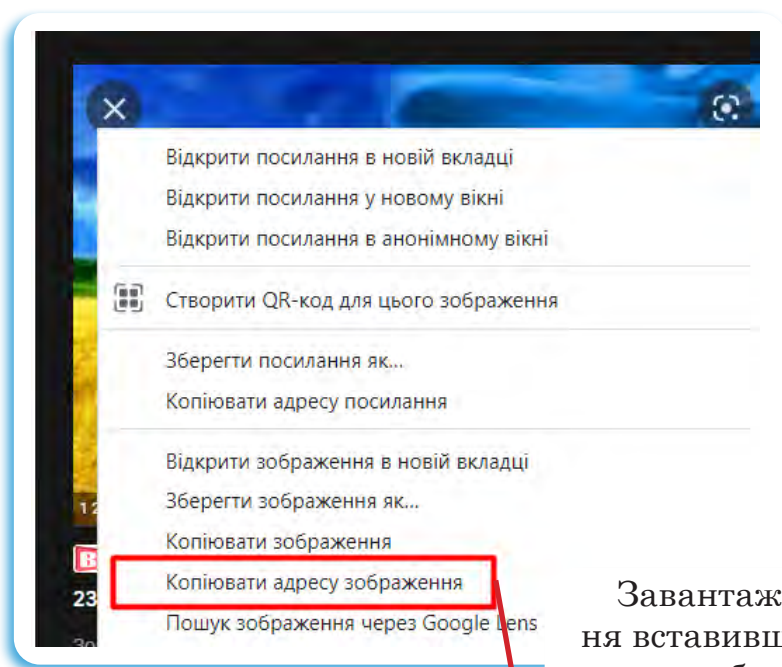 Відкрити посилання в новій вкладці
Відкрити посилання у новому вікні
Відкрити посилання в анонімному вікні
Створити QR-код для цього зображення
Зберегти посилання як...
Копіювати адресу посилання
Відкрити зображення в новій вкладці
Зберегти зображення як...
12
Копіювати зображення
В
Копіювати адресу зображення
23
Пошук зображення через Google Lens
Завантаж
ня вставивш